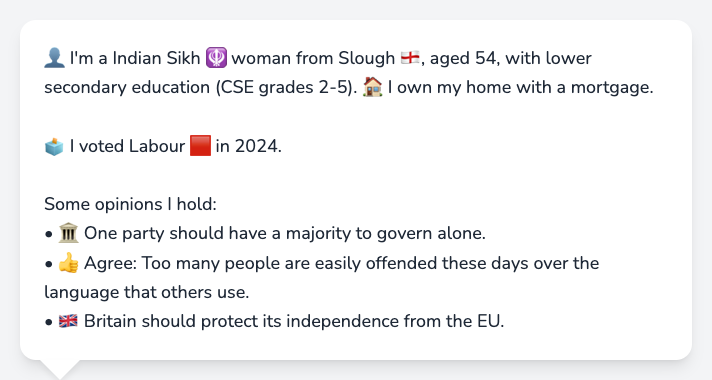 👤 I'm a Indian Sikh 🪯 woman from Slough 🏴󠁧󠁢󠁥󠁮󠁧󠁿, aged 54, with lower
secondary education (CSE grades 2-5). 🏠 I own my home with a mortgage.
🗳️ I voted Labour 🟥 in 2024.
Some opinions I hold:
• 🏛️ One party should have a majority to govern alone.
• 👍 Agree: Too many people are easily offended these days over the
language that others use.
• 🇬🇧 Britain should protect its independence from the EU.